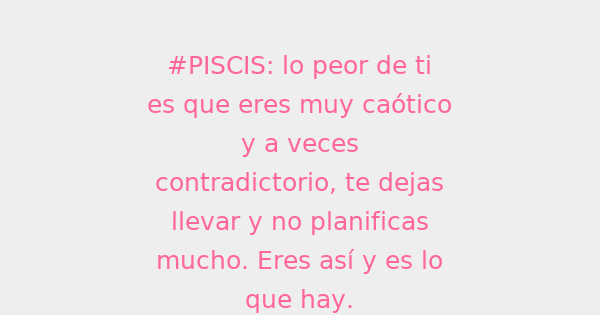 #PISCIS: lo peor de ti
es que eres muy caótico
y a veces
contradictorio, te dejas
llevar y no planificas
mucho. Eres así y es lo
que hay.